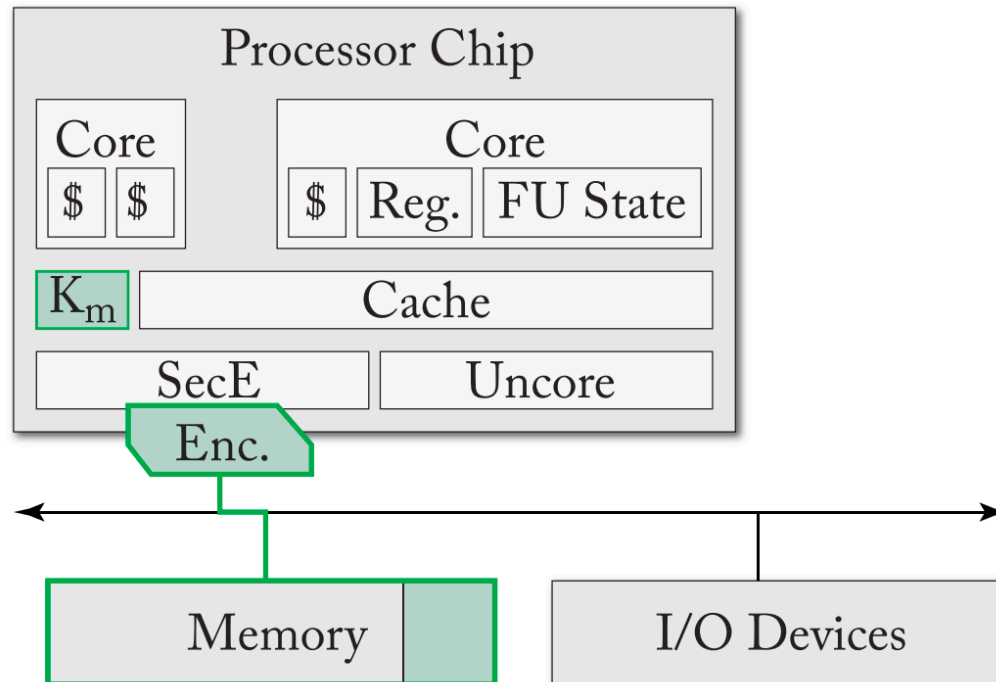 Processor Chip
Core
Core
$ $
$ Reg. FU State
Km
Cache
SecE
Uncore
Enc.
Memory
I/O Devices